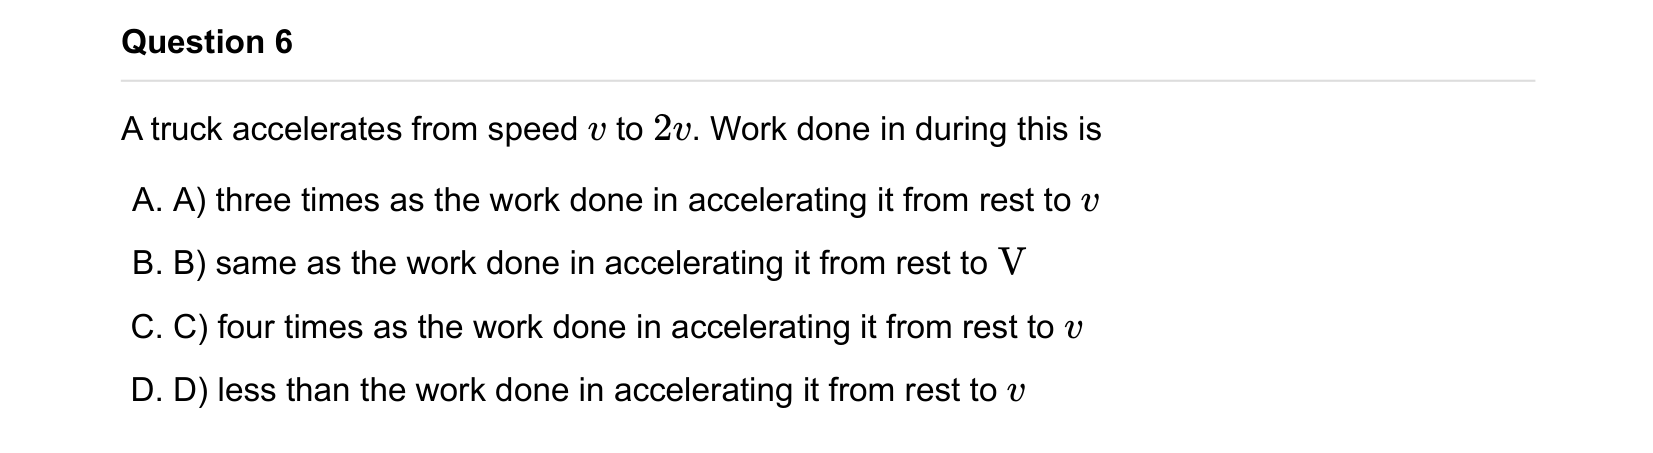 Question 6
A truck accelerates from speed v to 2v. Work done in during this is
A. A) three times as the work done in accelerating it from rest to v
B. B) same as the work done in accelerating it from rest to V
C. C) four times as the work done in accelerating it from rest to v
D. D) less than the work done in accelerating it from rest to v